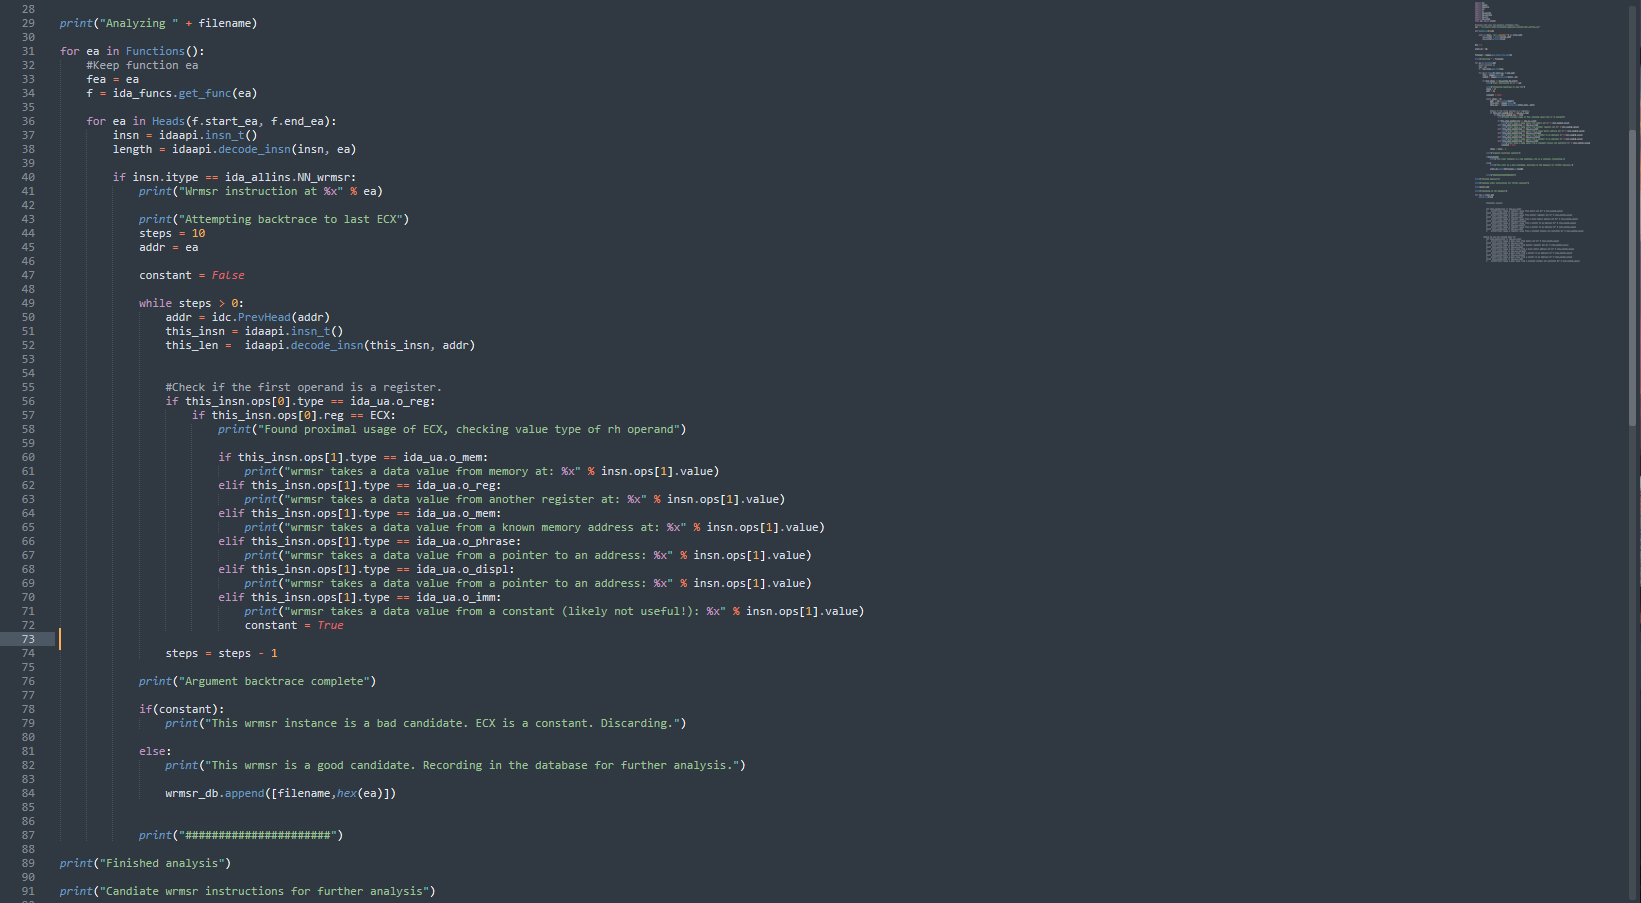 28
29 print("Analyzing " + filename)
30
31 for ea in Functions():
32 #Keep function ea
33 fea = ea
34 f = ida_funcs.get_func(ea)
35
36 for ea in Heads(f.start_ea, f.end_ea):
37 insn = idaapi.insn_t()
38 length = idaapi.decode_insn(insn, ea)
39
40 if insn.itype == ida_allins.NN_wrmsr:
41 print("Wrmsr instruction at %x" % ea)
42
43 print("Attempting backtrace to last ECX")
44 steps = 10
45 addr = ea
46
47 constant = False
48
49 while steps > 0:
50 addr = idc.PrevHead(addr)
51 this_insn = idaapi.insn_t()
52 this_len =  idaapi.decode_insn(this_insn, addr)
53
54
55 #Check if the first operand is a register.
56 if this_insn.ops[0].type == ida_ua.o_reg:
57 if this_insn.ops[0].reg == ECX:
58 print("Found proximal usage of ECX, checking value type of rh operand")
59
60 if this_insn.ops[1].type == ida_ua.o_mem:
61 print("wrmsr takes a data value from memory at: %x" % insn.ops[1].value)
62 elif this_insn.ops[1].type == ida_ua.o_reg:
63 print("wrmsr takes a data value from another register at: %x" % insn.ops[1].value)
64 elif this_insn.ops[1].type == ida_ua.o_mem:
65 print("wrmsr takes a data value from a known memory address at: %x" % insn.ops[1].value)
66 elif this_insn.ops[1].type == ida_ua.o_phrase:
67 print("wrmsr takes a data value from a pointer to an address: %x" % insn.ops[1].value)
68 elif this_insn.ops[1].type == ida_ua.o_displ:
69 print("wrmsr takes a data value from a pointer to an address: %x" % insn.ops[1].value)
70 elif this_insn.ops[1].type == ida_ua.o_imm:
71 print("wrmsr takes a data value from a constant (likely not useful!): %x" % insn.ops[1].value)
72 constant = True
73
74 steps = steps - 1
75
76 print("Argument backtrace complete")
77
78 if(constant):
79 print("This wrmsr instance is a bad candidate. ECX is a constant. Discarding.")
80
81 else:
82 print("This wrmsr is a good candidate. Recording in the database for further analysis.")
83
84 wrmsr_db.append([filename,hex(ea)])
85
86
87 print("######################")
88
89 print("Finished analysis")
90
91 print("Candiate wrmsr instructions for further analysis")